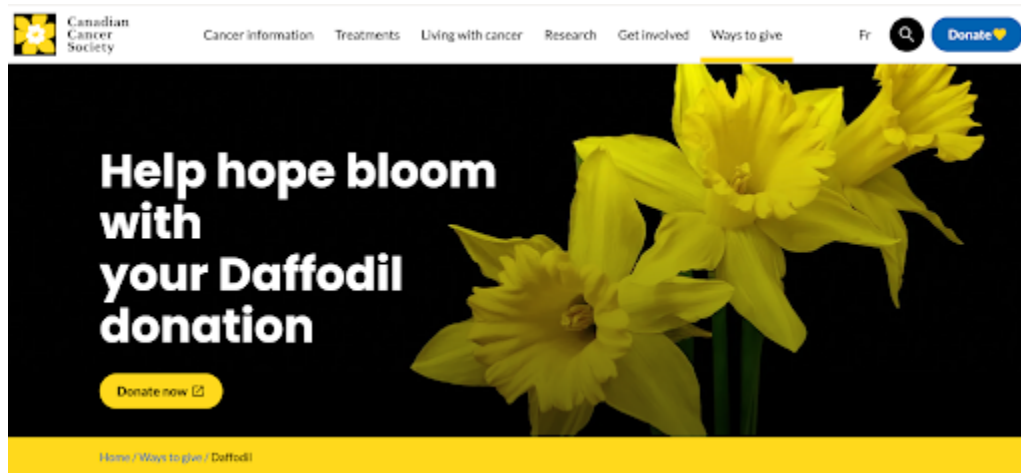 Canadian
Cancer
Society
Cancer information Treatments Living with cancer Research Get involved Ways to give Fr Donate
Help hope bloom
with
your Daffodil
donation
Donate now
Home / Ways to give / Daffodil